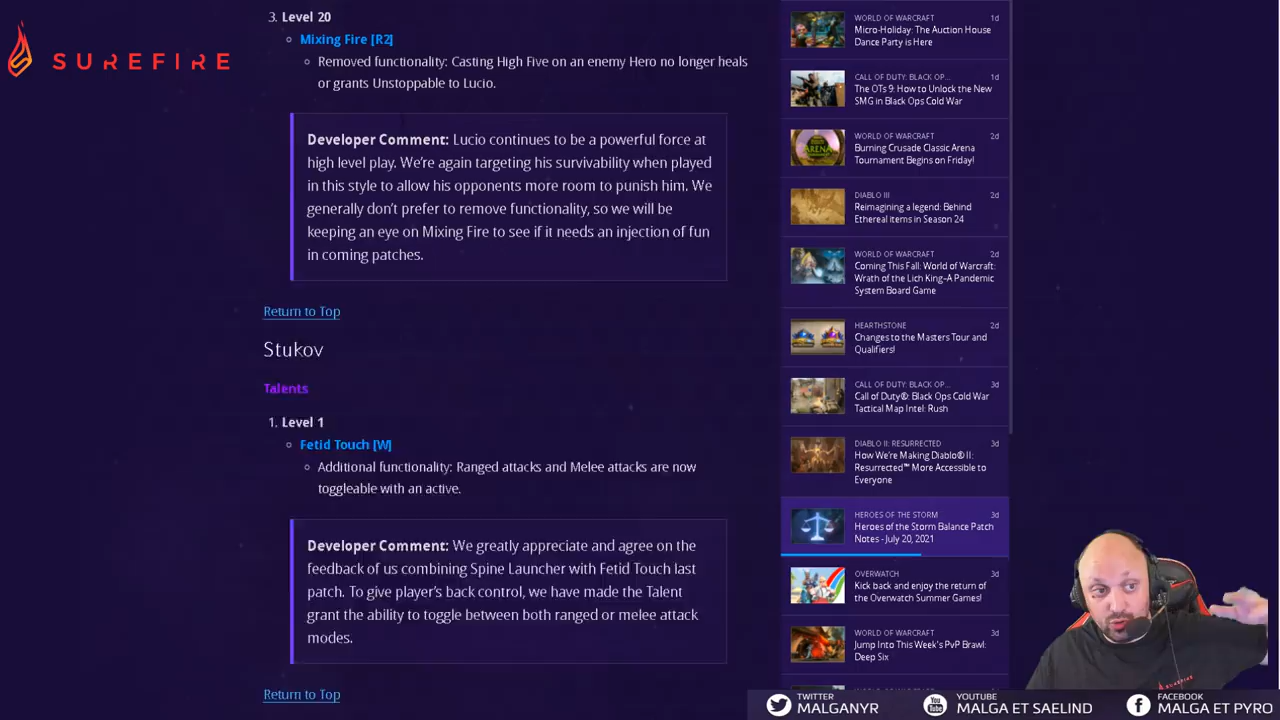 SUREFIRE
3. Level 20
Mixing Fire [R2]
Removed functionality: Casting High Five on an enemy Hero no longer heals
or grants Unstoppable to Lucio.
Developer Comment: Lucio continues to be a powerful force at
high level play. We're again targeting his survivability when played
in this style to allow his opponents more room to punish him. We
generally don't prefer to remove functionality, so we will be
keeping an eye on Mixing Fire to see if it needs an injection of fun
in coming patches.
Return to Top
Stukov
Talents
1. Level 1
Fetid Touch [W]
Additional functionality: Ranged attacks and Melee attacks are now
toggleable with an active.
Developer Comment: We greatly appreciate and agree on the
feedback of us combining Spine Launcher with Fetid Touch last
patch. To give player's back control, we have made the Talent
grant the ability to toggle between both ranged or melee attack
modes.
Return to Top
WORLD OF WARCRAFT 1d
Micro-Holiday: The Auction House
Dance Party is Here
CALL OF DUTY: BLACK OP... 1d
The OTs 9: How to Unlock the New
SMG in Black Ops Cold War
WORLD OF WARCRAFT 2d
Burning Crusade Classic Arena
Tournament Begins on Friday!
DIABLO III 2d
Reimagining a legend: Behind
Ethereal items in Season 24
WORLD OF WARCRAFT 2d
Coming This Fall: World of Warcraft:
Wrath of the Lich King–A Pandemic
System Board Game
HEARTHSTONE 2d
Changes to the Masters Tour and
Qualifiers!
CALL OF DUTY: BLACK OP... 3d
Call of Duty®: Black Ops Cold War
Tactical Map Intel: Rush
DIABLO II: RESURRECTED 3d
How We're Making Diablo® II:
Resurrected™ More Accessible to
Everyone
HEROES OF THE STORM 3d
Heroes of the Storm Balance Patch
Notes - July 20, 2021
OVERWATCH 3d
Kick back and enjoy the return of
the Overwatch Summer Games!
WORLD OF WARCRAFT 3d
Jump Into This Week's PvP Brawl:
Deep Six
SUREFIRE
TWITTER
MALGANYR
YOUTUBE
MALGA ET SAELIND
FACEBOOK
MALGA ET PYRO